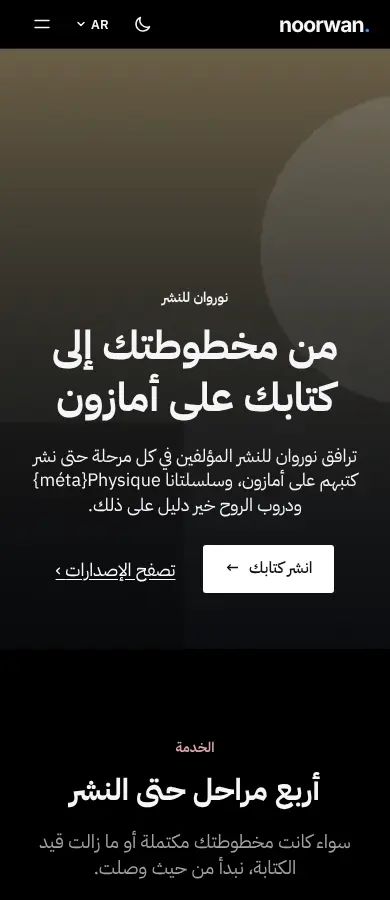 noorwan.
AR
نوروان للنشر
من مخطوطتك إلى
كتابك على أمازون
ترافق نوروان للنشر المؤلفين في كل مرحلة حتى نشر
كتبهم على أمازون، وسلسلتانا {méta}Physique
ودروب الروح خير دليل على ذلك.
انشر كتابك ←
تصفح الإصدارات ›
الخدمة
أربع مراحل حتى النشر
سواء كانت مخطوطتك مكتملة أو ما زالت قيد
الكتابة، نبدأ من حيث وصلت.